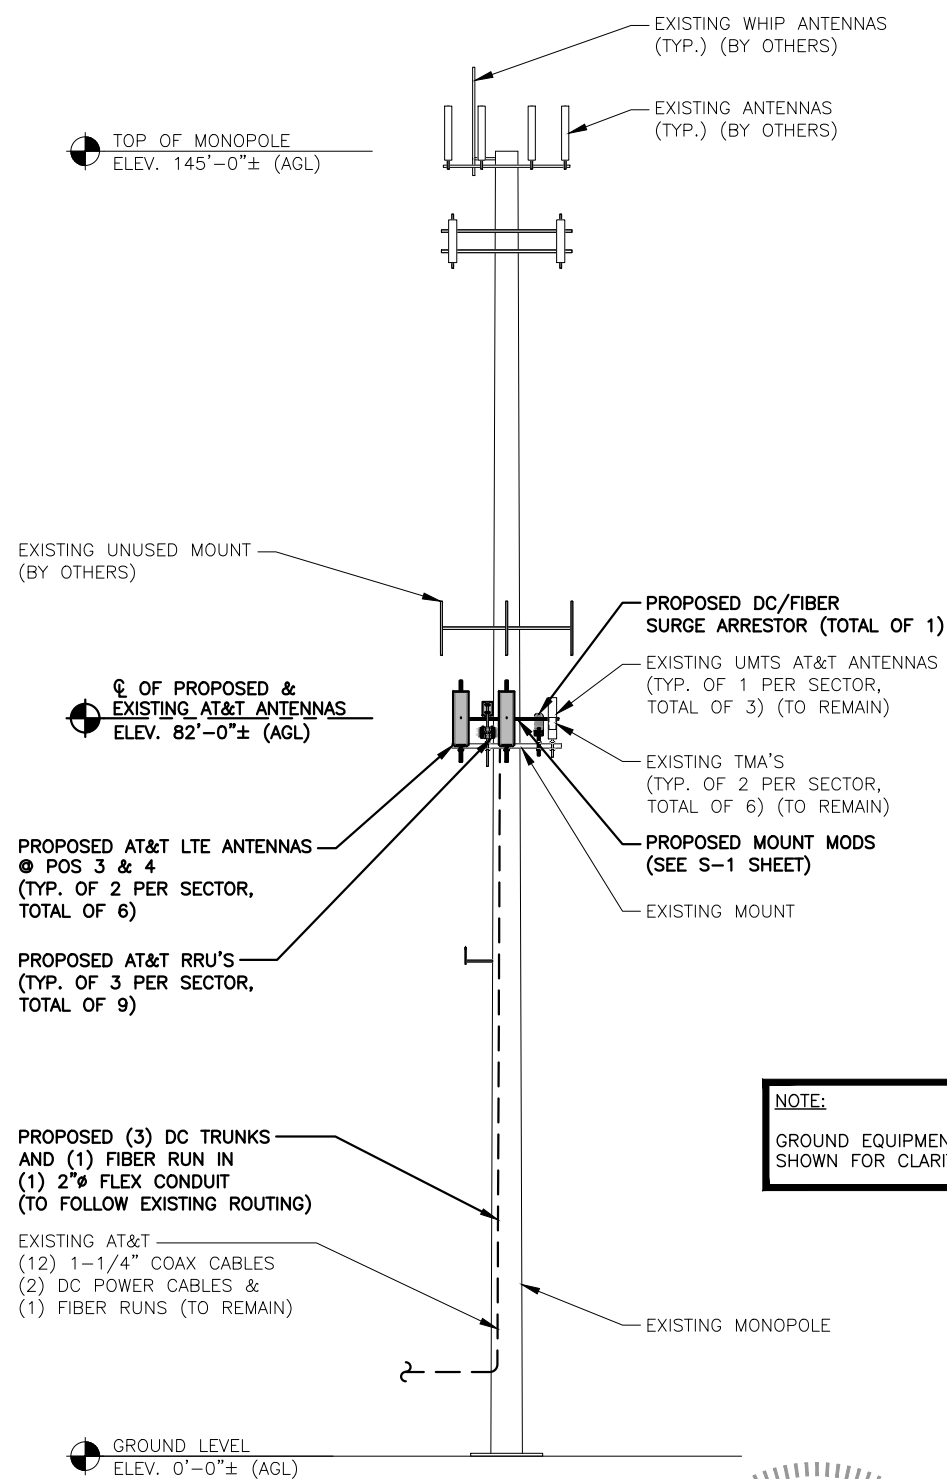 EXISTING WHIP ANTENNAS
(TYP.) (BY OTHERS)
EXISTING ANTENNAS
(TYP.) (BY OTHERS)
TOP OF MONOPOLE
ELEV. 145'-0"± (AGL)
EXISTING UNUSED MOUNT
(BY OTHERS)
PROPOSED DC/FIBER
SURGE ARRESTOR (TOTAL OF 1)
EXISTING UMTS AT&T ANTENNAS
(TYP. OF 1 PER SECTOR,
TOTAL OF 3) (TO REMAIN)
℄ OF PROPOSED &
EXISTING AT&T ANTENNAS
ELEV. 82'-0"± (AGL)
EXISTING TMA'S
(TYP. OF 2 PER SECTOR,
TOTAL OF 6) (TO REMAIN)
PROPOSED MOUNT MODS
(SEE S-1 SHEET)
EXISTING MOUNT
PROPOSED AT&T LTE ANTENNAS
@ POS 3 & 4
(TYP. OF 2 PER SECTOR,
TOTAL OF 6)
PROPOSED AT&T RRU'S
(TYP. OF 3 PER SECTOR,
TOTAL OF 9)
NOTE:
GROUND EQUIPMEN
SHOWN FOR CLARI
PROPOSED (3) DC TRUNKS
AND (1) FIBER RUN IN
(1) 2"ø FLEX CONDUIT
(TO FOLLOW EXISTING ROUTING)
EXISTING AT&T
(12) 1-1/4" COAX CABLES
(2) DC POWER CABLES &
(1) FIBER RUNS (TO REMAIN)
EXISTING MONOPOLE
GROUND LEVEL
ELEV. 0'-0"± (AGL)